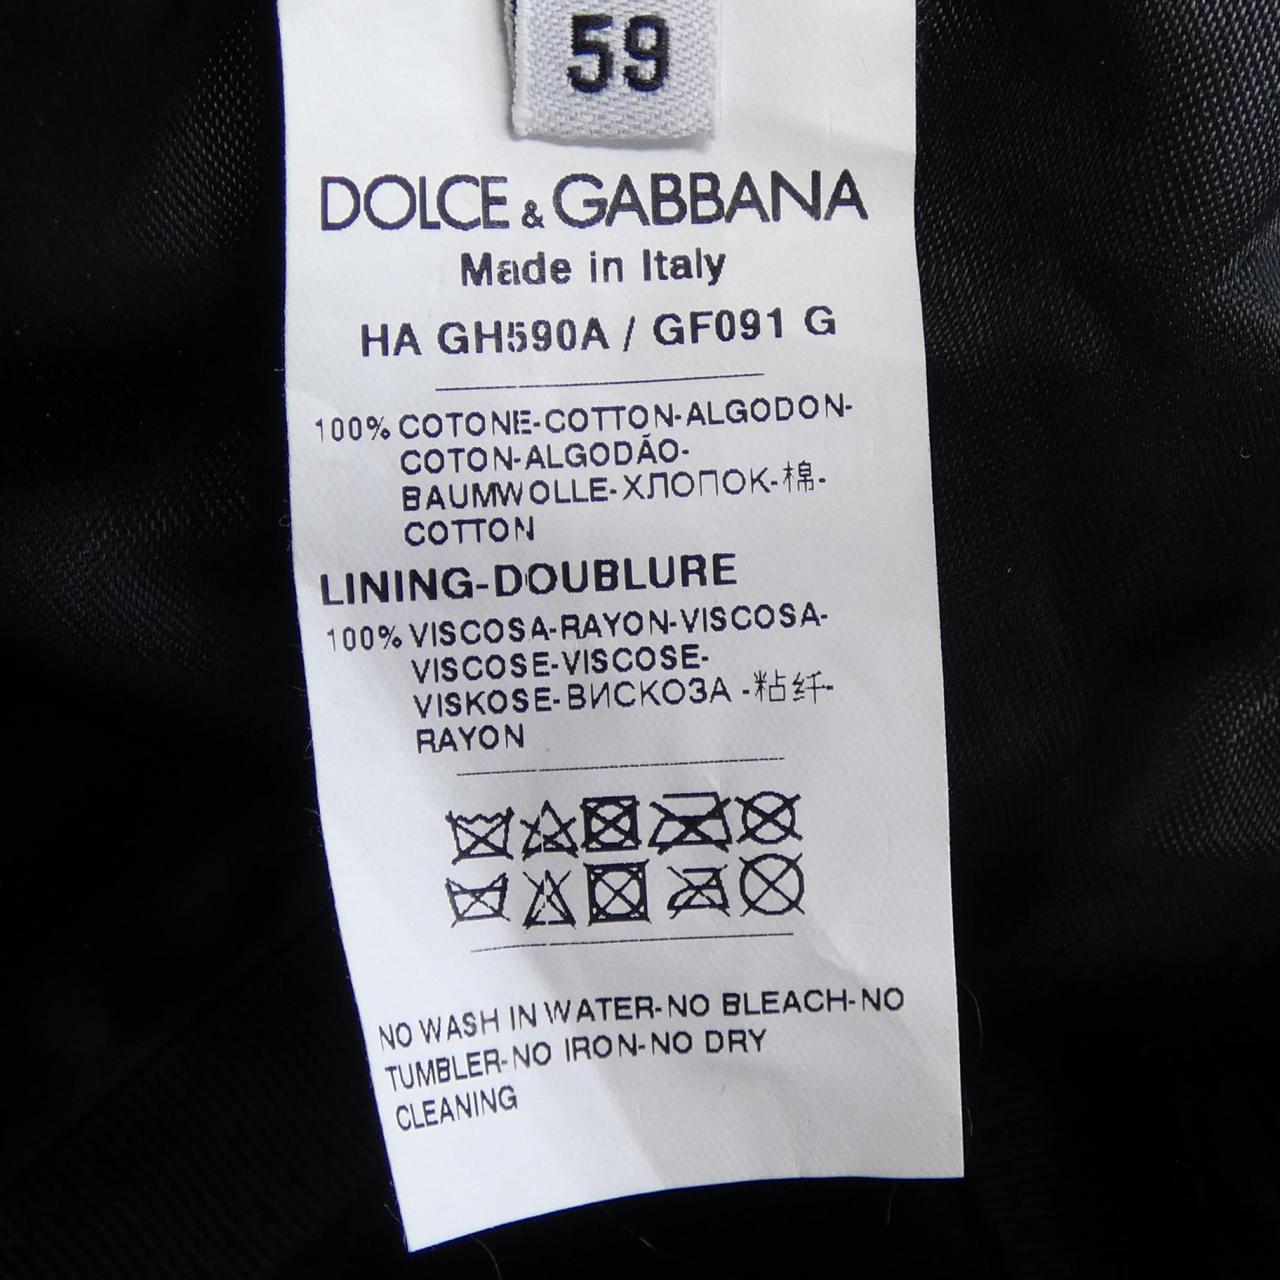 59
DOLCE & GABBANA
Made in Italy
HA GH590A / GF091 G
100% COTONE-COTTON-ALGODON-
COTON-ALGODÃO-
BAUMWOLLE-ХЛОПОК-棉-
COTTON
LINING-DOUBLURE
100% VISCOSA-RAYON-VISCOSA-
VISCOSE-VISCOSE-
VISKOSE-ВИСКОЗА -粘纤-
RAYON
NO WASH IN WATER-NO BLEACH-NO
TUMBLER-NO IRON-NO DRY
CLEANING